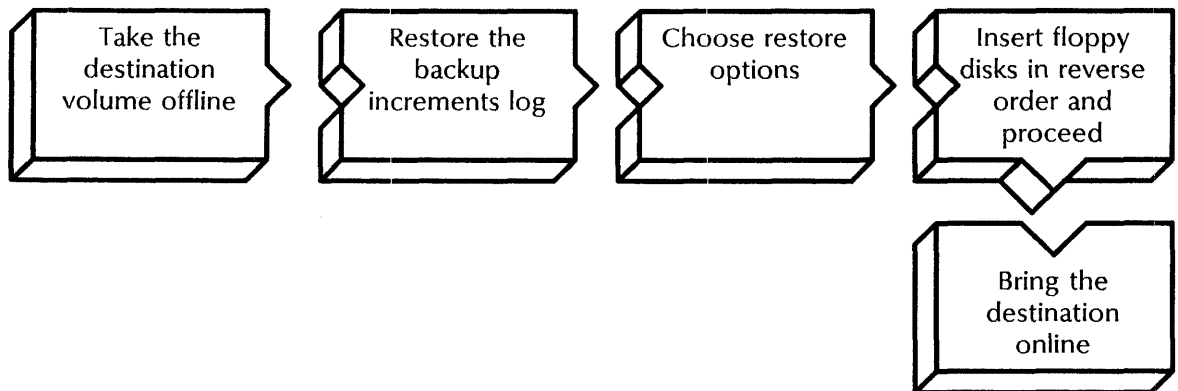 Take the
destination
volume offline
Restore the
backup
increments log
Choose restore
options
Insert floppy
disks in reverse
order and
proceed
Bring the
destination
online